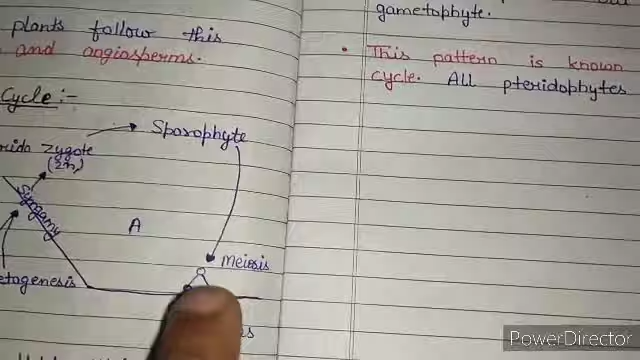 plants follow this
and angiosperms.
Cycle :-
Zygote
(2n)
Sporophyte
Syngamy
A
Meiosis
gametophyte.
• This pattern is known
cycle. All pteridophytes
PowerDirector